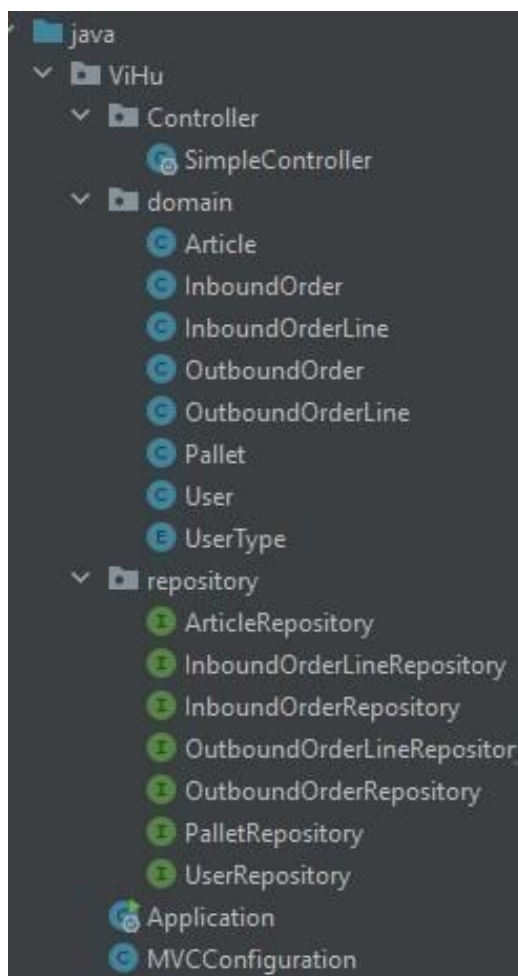 java
ViHu
Controller
SimpleController
domain
Article
InboundOrder
InboundOrderLine
OutboundOrder
OutboundOrderLine
Pallet
User
UserType
repository
ArticleRepository
InboundOrderLineRepository
InboundOrderRepository
OutboundOrderLineRepositor
OutboundOrderRepository
PalletRepository
UserRepository
Application
MVCConfiguration